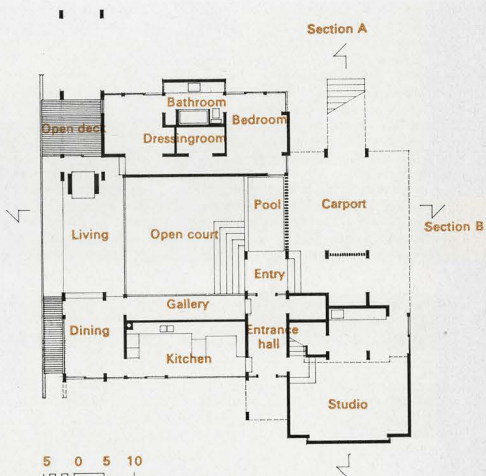 Section A
Bathroom
Bedroom
Open deck
Dressingroom
Pool
Carport
Living
Open court
Section B
Entry
Gallery
Dining
Entrance
hall
Kitchen
Studio
5 0 5 10